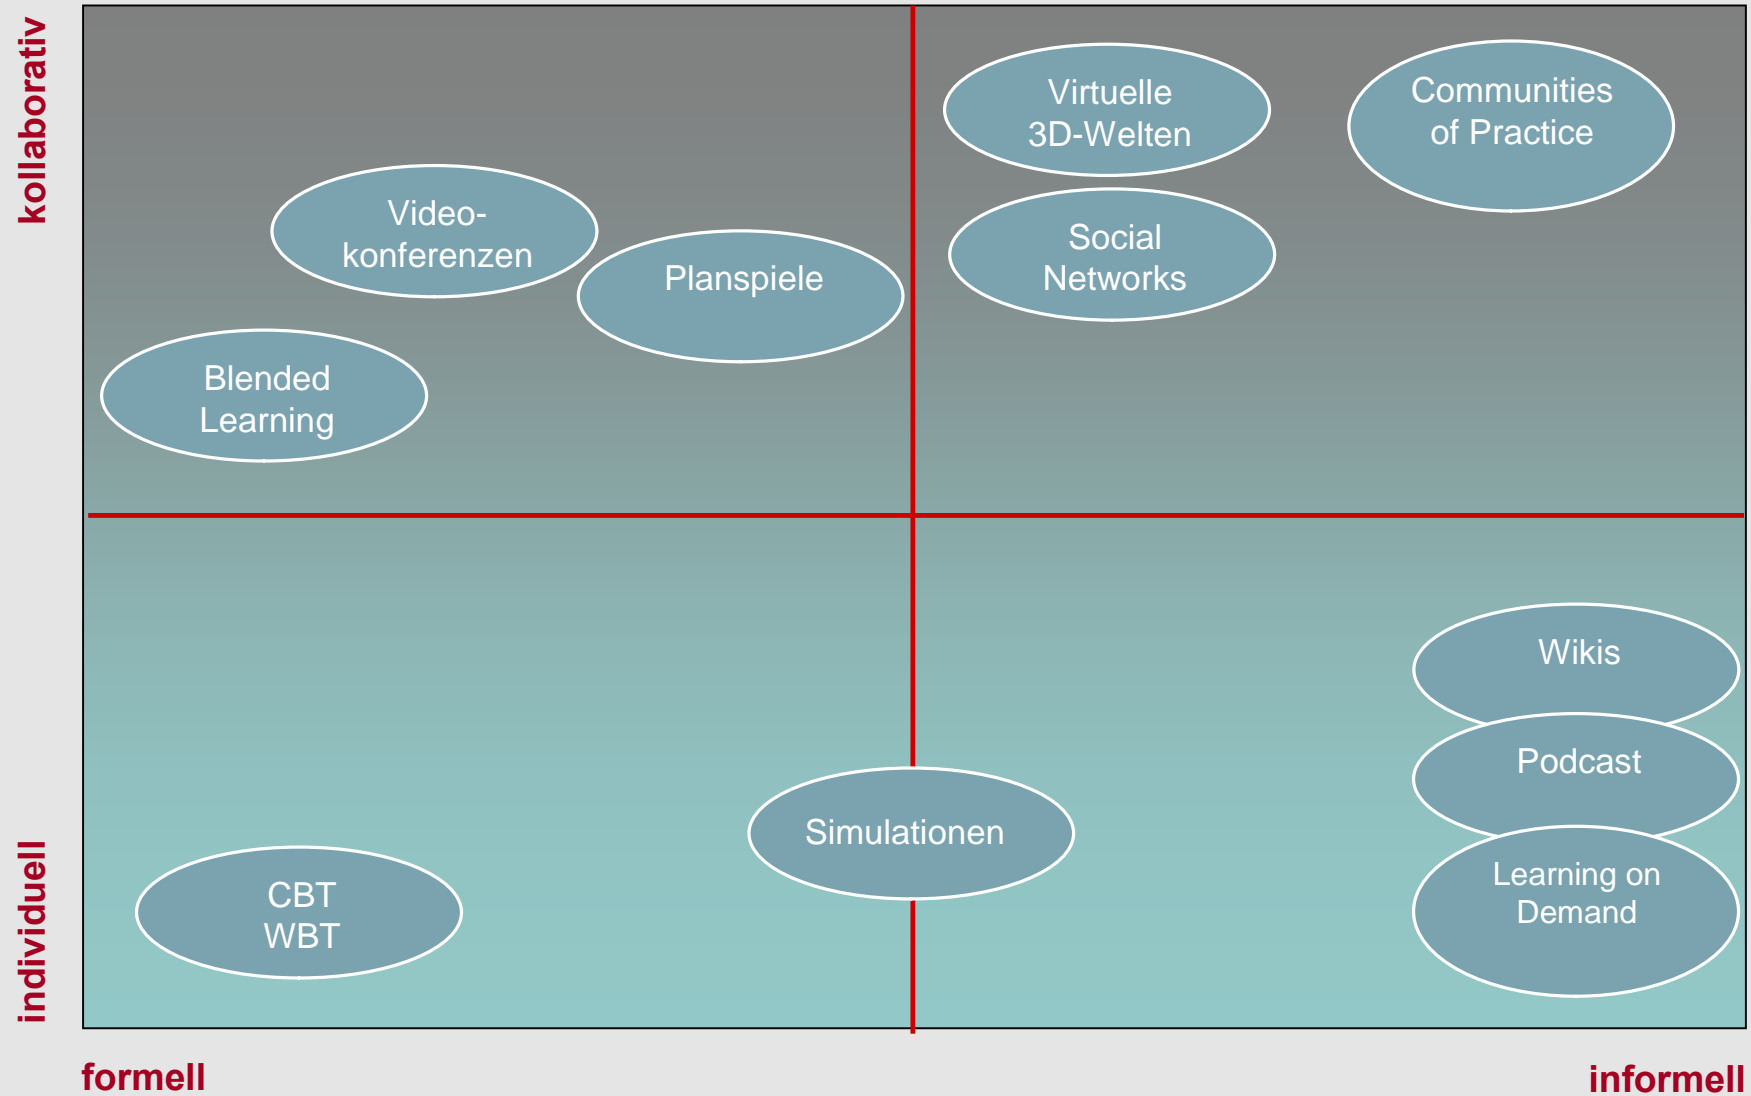 kollaborativ
Virtuelle
3D-Welten
Communities
of Practice
Video-
konferenzen
Planspiele
Social
Networks
Blended
Learning
Wikis
Podcast
Simulationen
Learning on
Demand
CBT
WBT
individuell
formell
informell